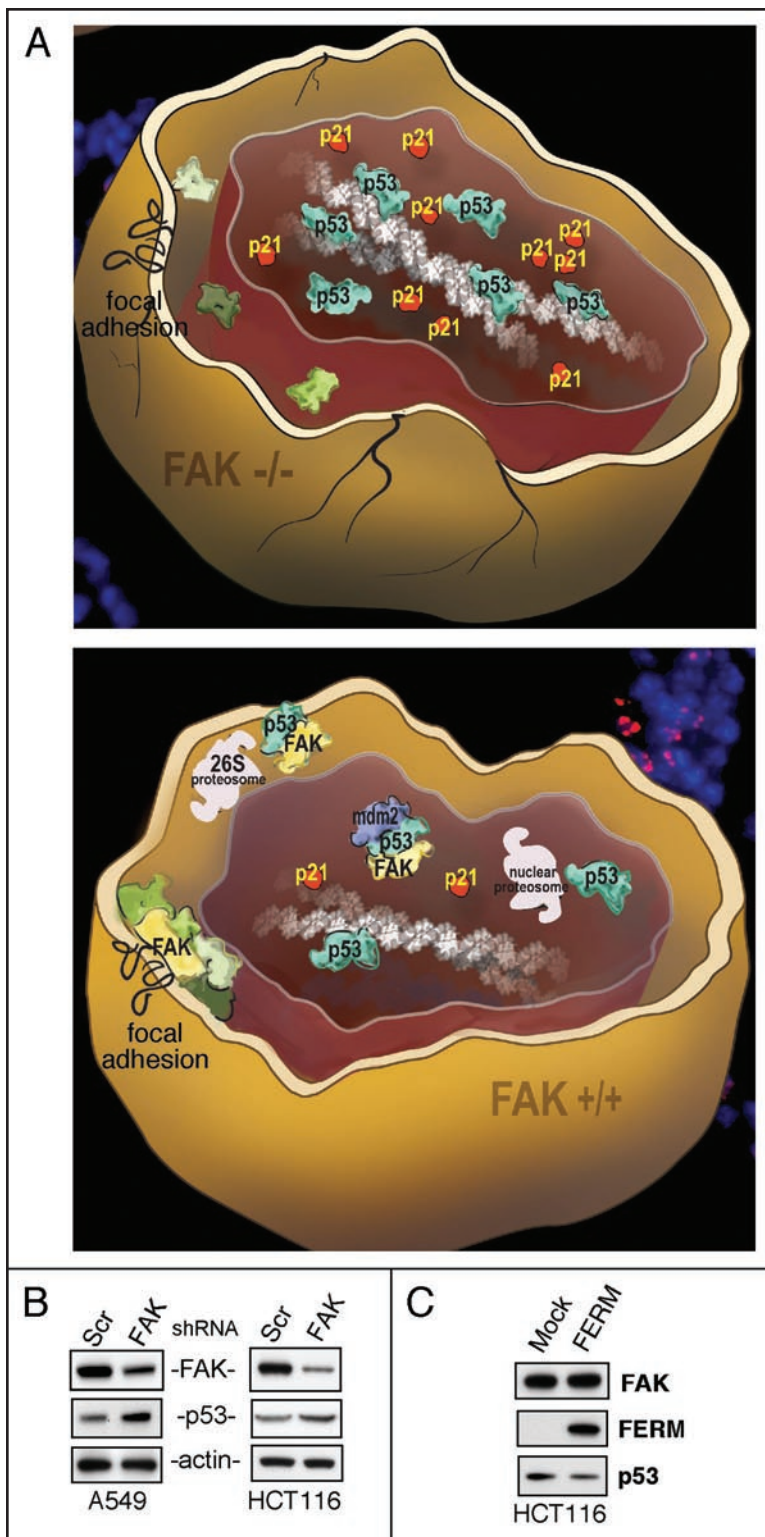 A
p21
p21
p53
p21
p53
p53
p21
p21
p21
p21
p53
p21
p53
p53
p21
p21
focal
adhesion
FAK -/-
p53
FAK
26S
proteosome
mdm2
p53
FAK
p21
p21
nuclear
proteosome
p53
FAK
p53
focal
adhesion
FAK +/+
B
Scr FAK shRNA Scr FAK
-FAK-
-p53-
-actin-
A549 HCT116
C
Mock FERM
FAK
FERM
p53
HCT116